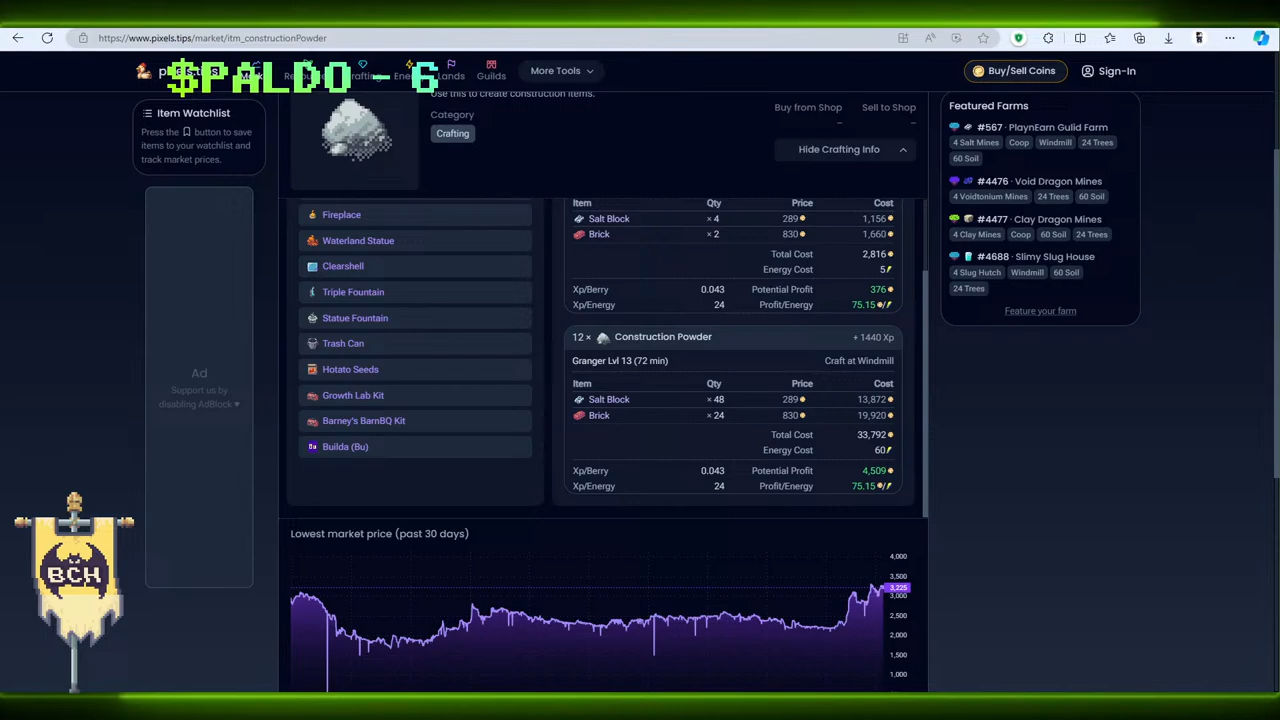 https://www.pixels.tips/market/itm_constructionPowder
pixels.tips
$PALDO - 6
Lands
Guilds
More Tools
Buy/Sell Coins
Sign-In
Item Watchlist
Press the button to save
items to your watchlist and
track market prices.
Ad
Support us by
disabling AdBlock ♥
BCH
Use this to create construction items.
Category
Crafting
Buy from Shop
Sell to Shop
–
–
Hide Crafting Info
Fireplace
Waterland Statue
Clearshell
Triple Fountain
Statue Fountain
Trash Can
Hotato Seeds
Growth Lab Kit
Barney's BarnBQ Kit
Bu Builda (Bu)
Item Qty Price Cost
Salt Block × 4 289 1,156
Brick × 2 830 1,660
Total Cost 2,816
Energy Cost 5
Xp/Berry 0.043 Potential Profit 376
Xp/Energy 24 Profit/Energy 75.15 /
12 × Construction Powder + 1440 Xp
Granger Lvl 13 (72 min) Craft at Windmill
Item Qty Price Cost
Salt Block × 48 289 13,872
Brick × 24 830 19,920
Total Cost 33,792
Energy Cost 60
Xp/Berry 0.043 Potential Profit 4,509
Xp/Energy 24 Profit/Energy 75.15 /
Lowest market price (past 30 days)
4,000
3,500
3,225
3,000
2,500
2,000
1,500
1,000
Featured Farms
#567 · PlaynEarn Guild Farm
4 Salt Mines Coop Windmill 24 Trees
60 Soil
#4476 · Void Dragon Mines
4 Voidtonium Mines 24 Trees 60 Soil
#4477 · Clay Dragon Mines
4 Clay Mines Coop 60 Soil 24 Trees
#4688 · Slimy Slug House
4 Slug Hutch Windmill 60 Soil
24 Trees
Feature your farm